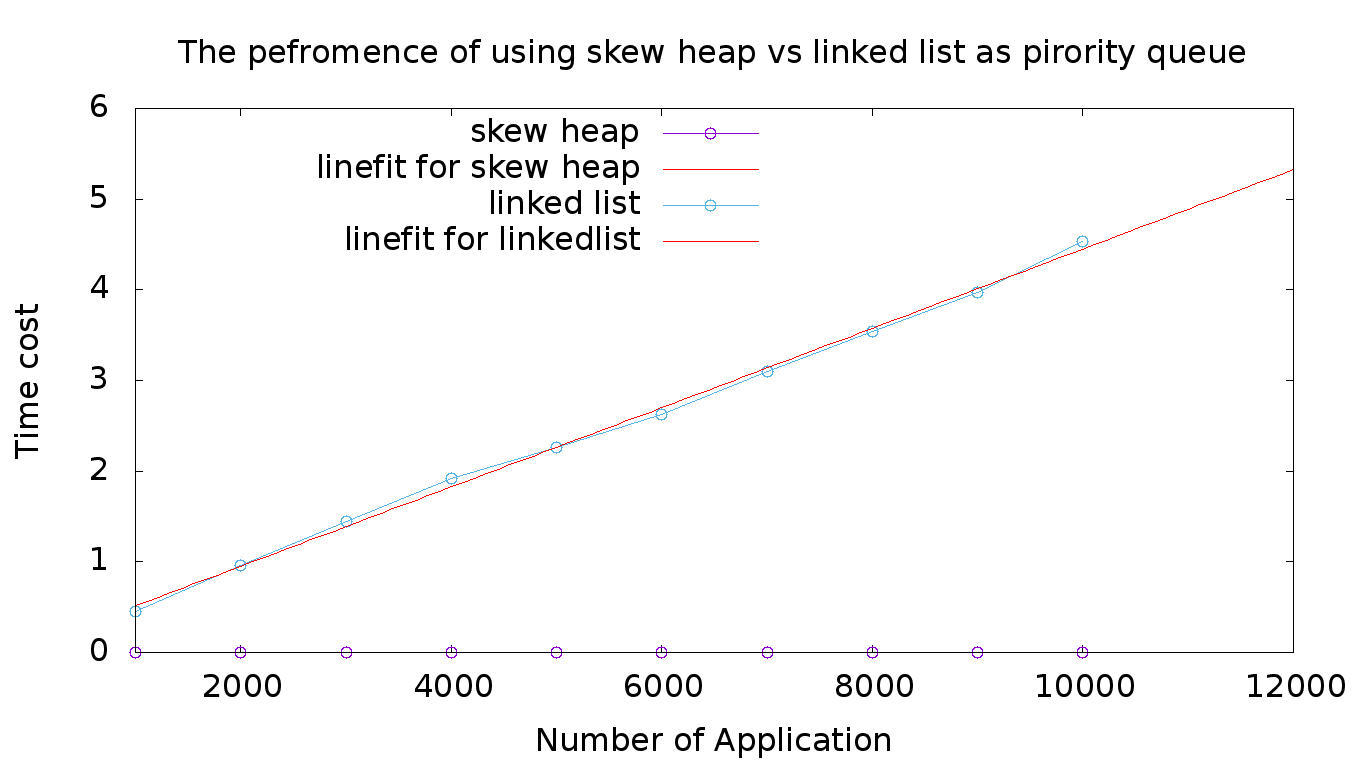 The pefromence of using skew heap vs linked list as pirority queue
6
5
4
3
2
1
0
skew heap
linefit for skew heap
linked list
linefit for linkedlist
Time cost
2000 4000 6000 8000 10000 12000
Number of Application